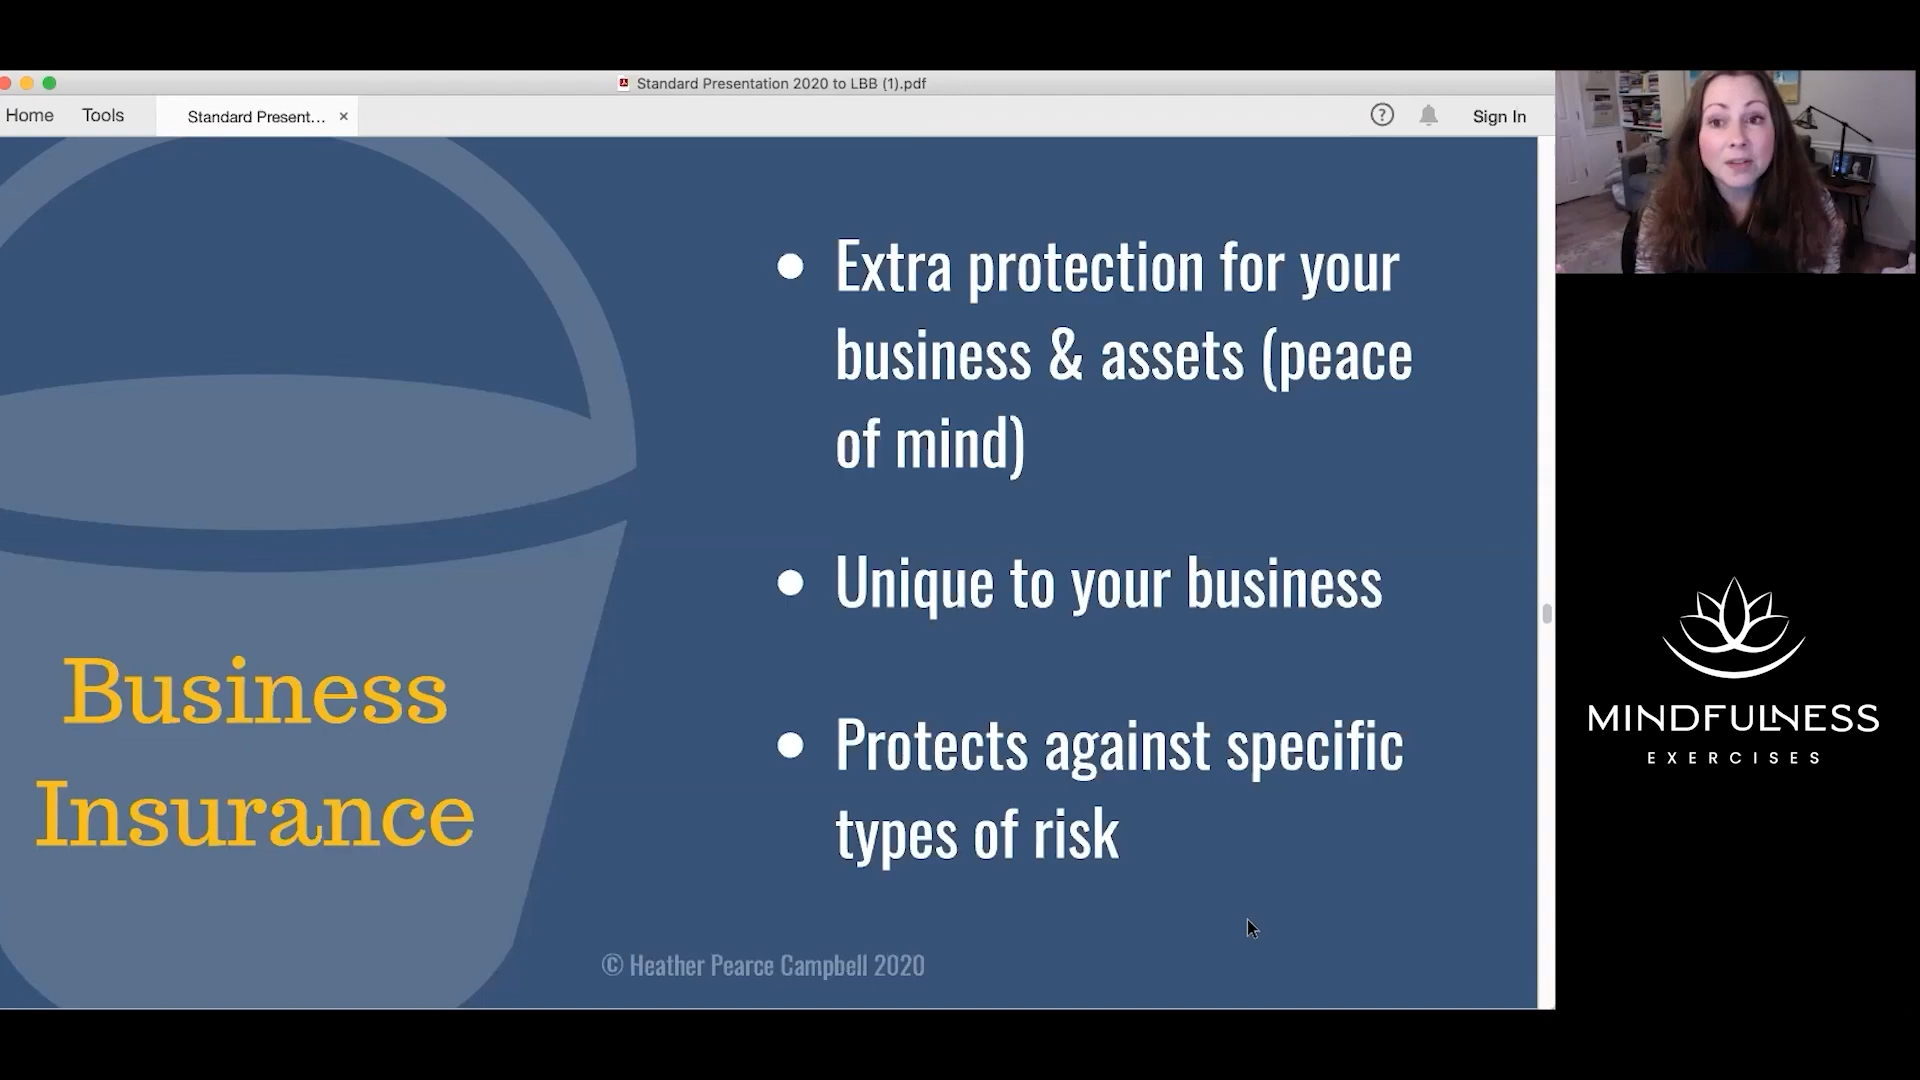 Standard Presentation 2020 to LBB (1).pdf
Home
Tools
Standard Present...
Sign In
Extra protection for your
business & assets (peace
of mind)
Unique to your business
Protects against specific
types of risk
Business
Insurance
© Heather Pearce Campbell 2020
MINDFULNESS
EXERCISES